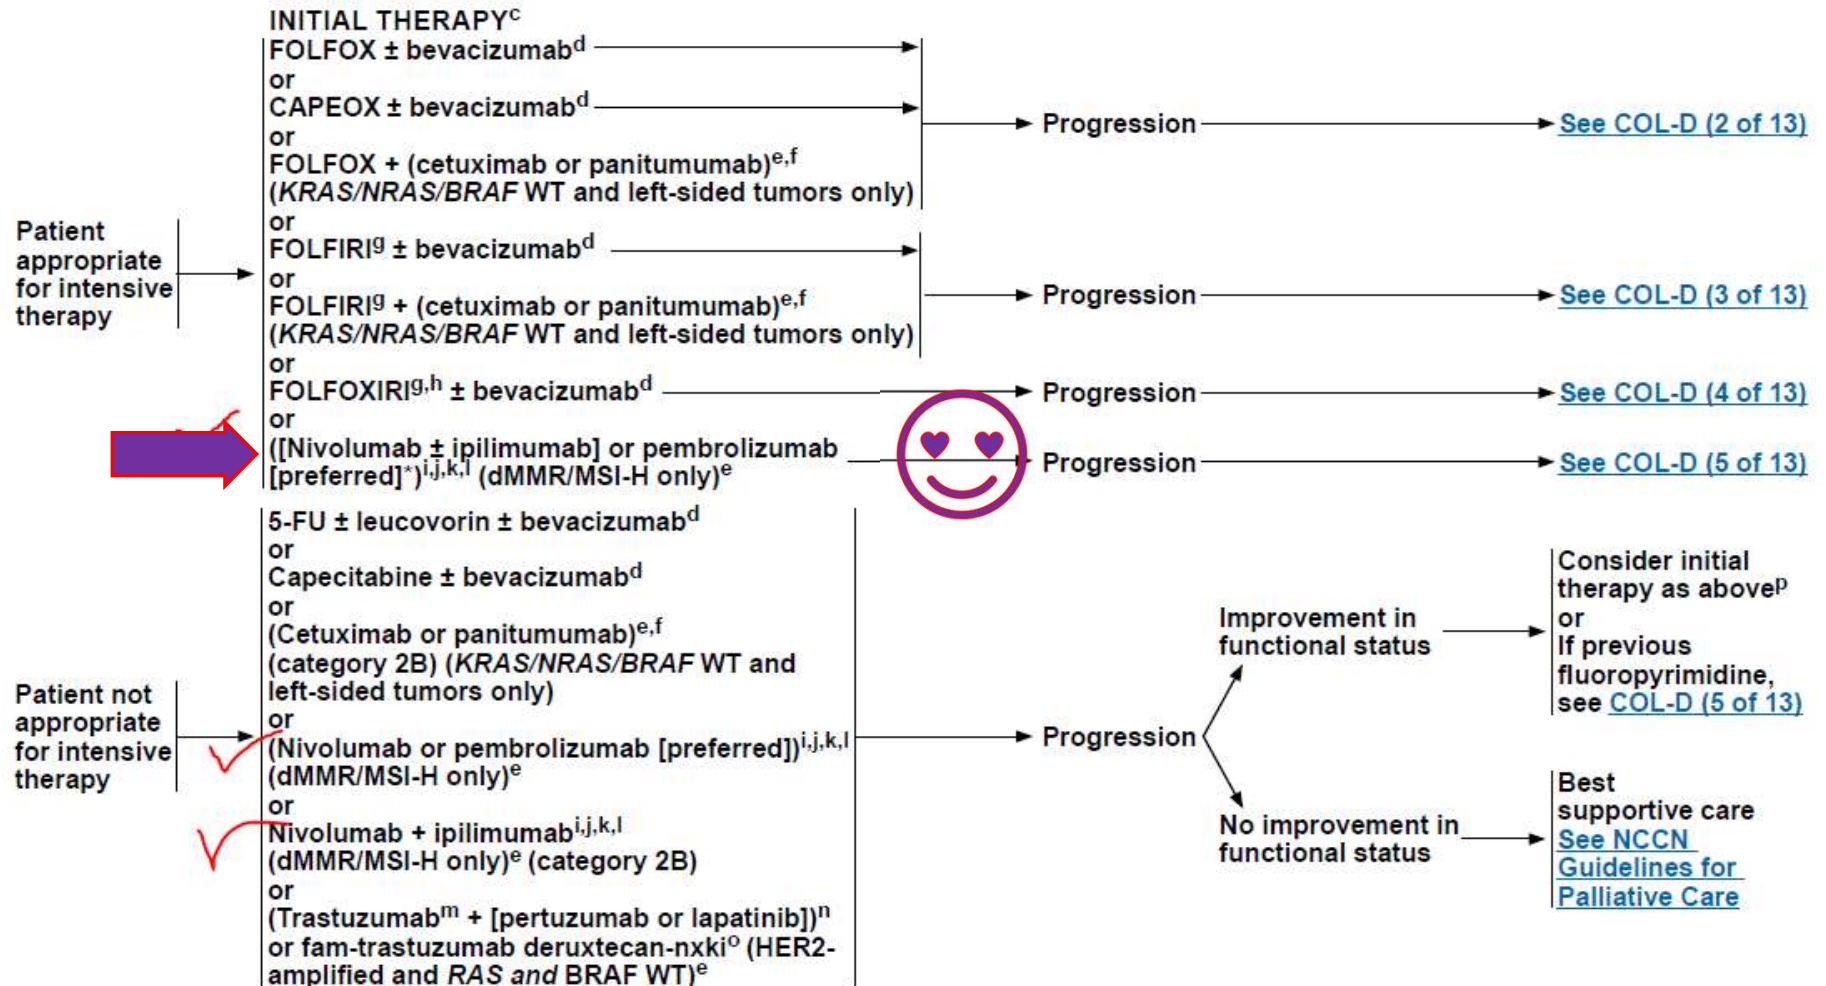 INITIAL THERAPYc
FOLFOX ± bevacizumabd
or
CAPEOX ± bevacizumabd
or
FOLFOX + (cetuximab or panitumumab)e,f
(KRAS/NRAS/BRAF WT and left-sided tumors only)
or
FOLFIRIg ± bevacizumabd
or
FOLFIRIg + (cetuximab or panitumumab)e,f
(KRAS/NRAS/BRAF WT and left-sided tumors only)
or
FOLFOXIRIg,h ± bevacizumabd
or
([Nivolumab ± ipilimumab] or pembrolizumab
[preferred]*)i,j,k,l (dMMR/MSI-H only)e
Patient
appropriate
for intensive
therapy
Progression
See COL-D (2 of 13)
Progression
See COL-D (3 of 13)
Progression
See COL-D (4 of 13)
Progression
See COL-D (5 of 13)
Patient not
appropriate
for intensive
therapy
5-FU ± leucovorin ± bevacizumabd
or
Capecitabine ± bevacizumabd
or
(Cetuximab or panitumumab)e,f
(category 2B) (KRAS/NRAS/BRAF WT and
left-sided tumors only)
or
(Nivolumab or pembrolizumab [preferred])i,j,k,l
(dMMR/MSI-H only)e
or
Nivolumab + ipilimumabi,j,k,l
(dMMR/MSI-H only)e (category 2B)
or
(Trastuzumabm + [pertuzumab or lapatinib])n
or fam-trastuzumab deruxtecan-nxkio (HER2-
amplified and RAS and BRAF WT)e
Progression
Improvement in
functional status
Consider initial
therapy as abovep
or
If previous
fluoropyrimidine,
see COL-D (5 of 13)
No improvement in
functional status
Best
supportive care
See NCCN
Guidelines for
Palliative Care